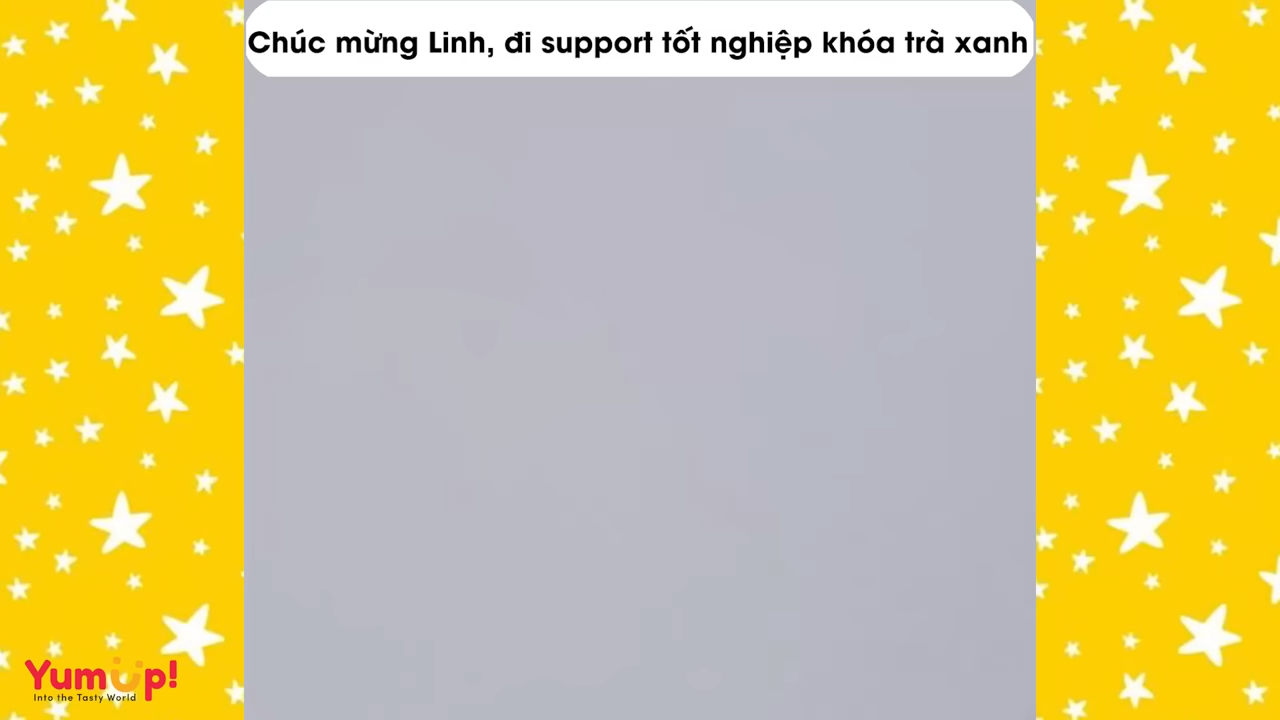 Chúc mừng Linh, đi support tốt nghiệp khóa trà xanh
YumUp!
Into the Tasty World